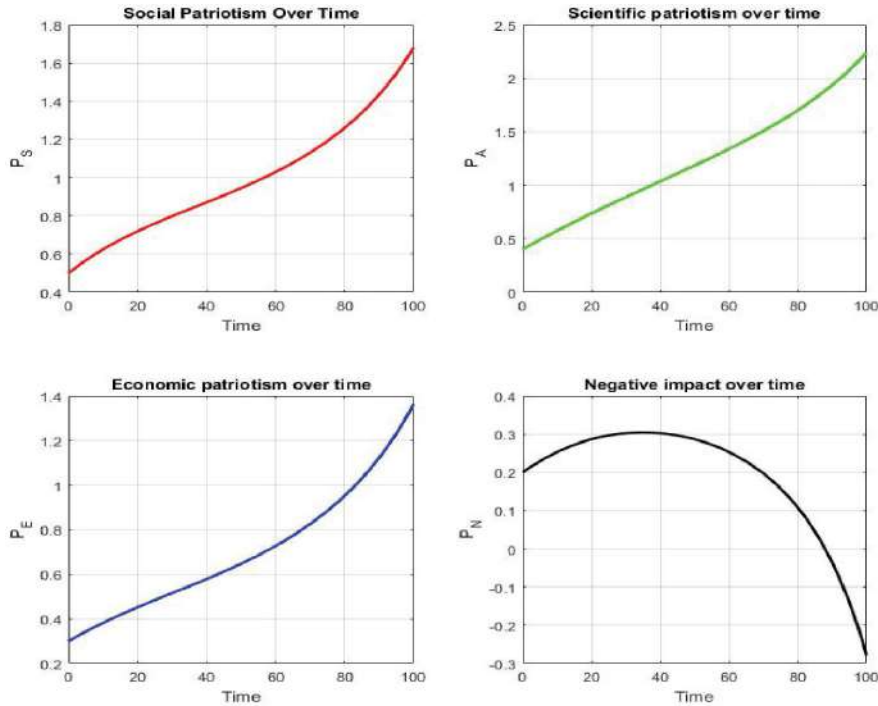 Social Patriotism Over Time
1.8
1.6
1.4
1.2
1
0.8
0.6
0.4
P_S
0 20 40 60 80 100
Time
Scientific patriotism over time
2.5
2
1.5
1
0.5
0
P_A
0 20 40 60 80 100
Time
Economic patriotism over time
1.4
1.2
1
0.8
0.6
0.4
0.2
P_E
0 20 40 60 80 100
Time
Negative impact over time
0.4
0.3
0.2
0.1
0
-0.1
-0.2
-0.3
P_N
0 20 40 60 80 100
Time